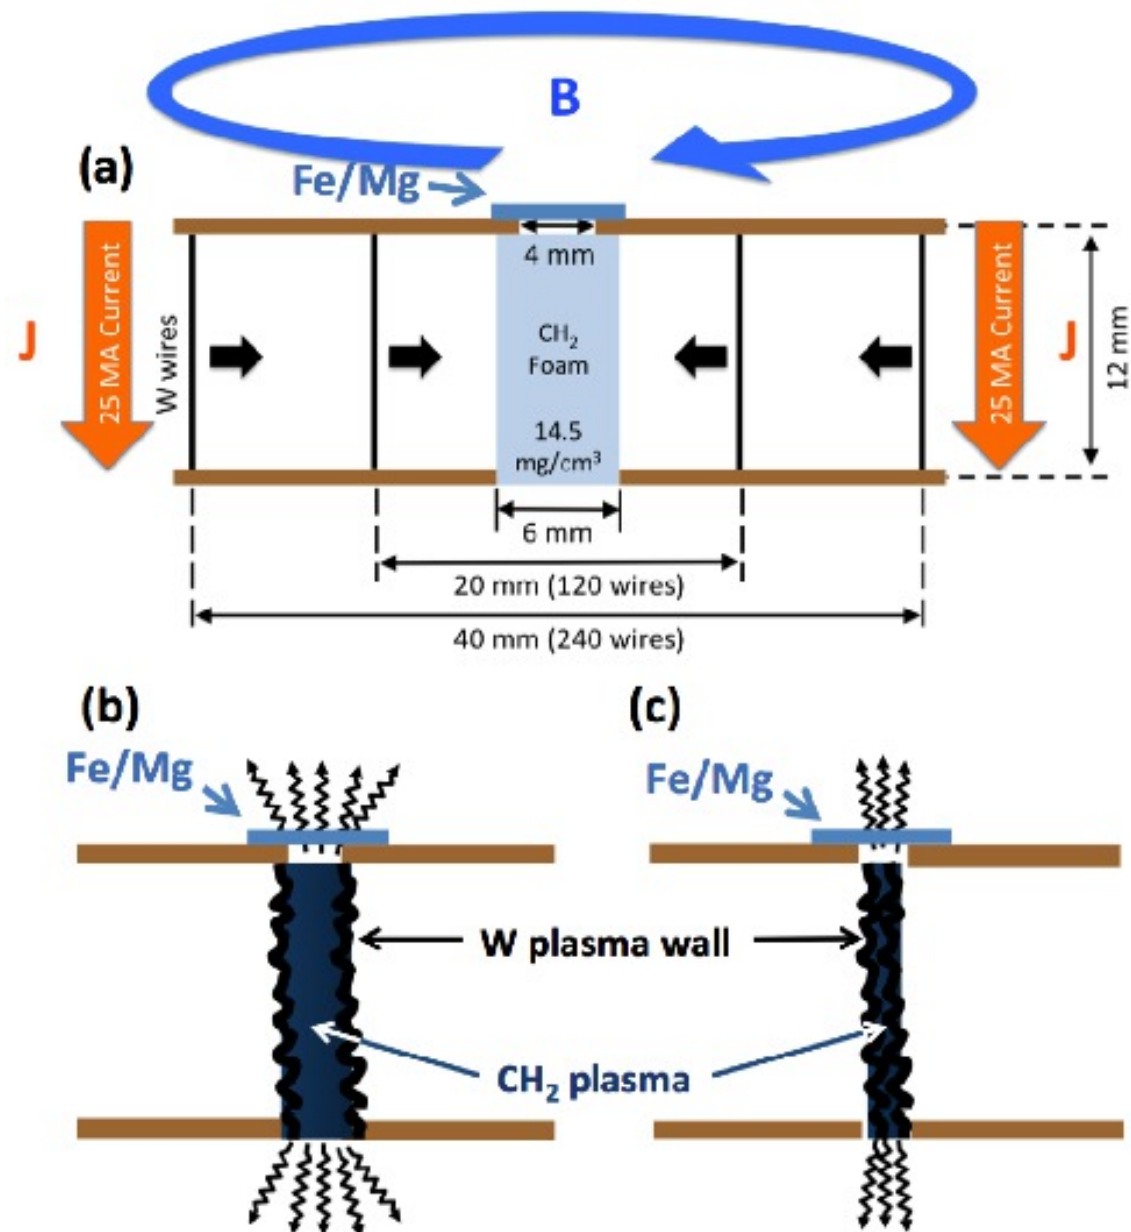 B
(a)
Fe/Mg
4 mm
J
25 MA Current
W wires
CH₂
Foam
14.5
mg/cm³
25 MA Current
J
12 mm
6 mm
20 mm (120 wires)
40 mm (240 wires)
(b)
(c)
Fe/Mg
Fe/Mg
W plasma wall
CH₂ plasma